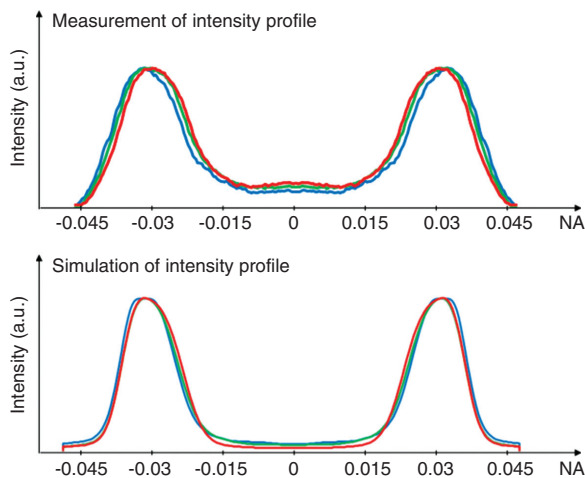 Measurement of intensity profile
Intensity (a.u.)
-0.045 -0.03 -0.015 0 0.015 0.03 0.045 NA
Simulation of intensity profile
Intensity (a.u.)
-0.045 -0.03 -0.015 0 0.015 0.03 0.045 NA